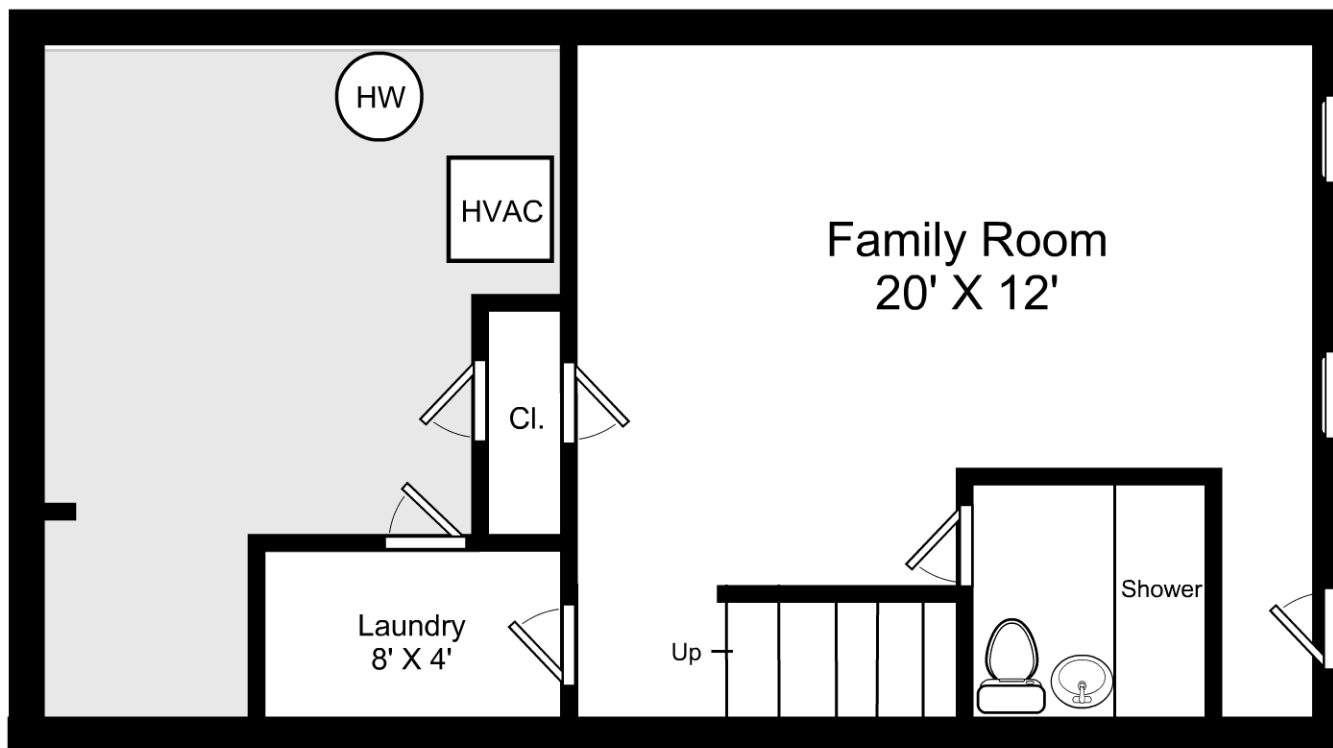 HW
HVAC
Family Room
20' X 12'
Cl.
Shower
Laundry
8' X 4'
Up